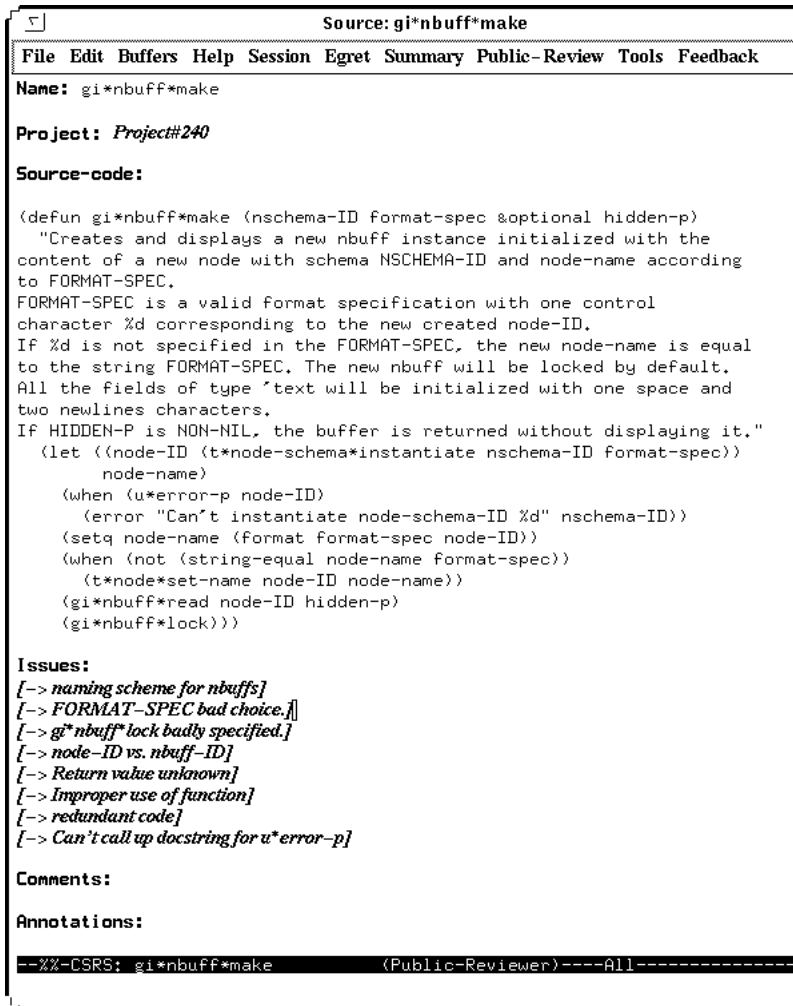 Source: gi*nbuff*make
File Edit Buffers Help Session Egret Summary Public-Review Tools Feedback
Name: gi*nbuff*make
Project: Project#240
Source-code:
(defun gi*nbuff*make (nschema-ID format-spec &optional hidden-p)
"Creates and displays a new nbuff instance initialized with the
content of a new node with schema NSCHEMA-ID and node-name according
to FORMAT-SPEC.
FORMAT-SPEC is a valid format specification with one control
character %d corresponding to the new created node-ID.
If %d is not specified in the FORMAT-SPEC, the new node-name is equal
to the string FORMAT-SPEC. The new nbuff will be locked by default.
All the fields of type 'text will be initialized with one space and
two newlines characters.
If HIDDEN-P is NON-NIL, the buffer is returned without displaying it."
(let ((node-ID (t*node-schema*instantiate nschema-ID format-spec))
node-name)
(when (u*error-p node-ID)
(error "Can't instantiate node-schema-ID %d" nschema-ID))
(setq node-name (format format-spec node-ID))
(when (not (string-equal node-name format-spec))
(t*node*set-name node-ID node-name))
(gi*nbuff*read node-ID hidden-p)
(gi*nbuff*lock)))
Issues:
[-> naming scheme for nbuffs]
[-> FORMAT-SPEC bad choice.]
[-> gi*nbuff*lock badly specified.]
[-> node-ID vs. nbuff-ID]
[-> Return value unknown]
[-> Improper use of function]
[-> redundant code]
[-> Can't call up docstring for u*error-p]
Comments:
Annotations:
--%%-CSRS: gi*nbuff*make (Public-Reviewer)----All---------------